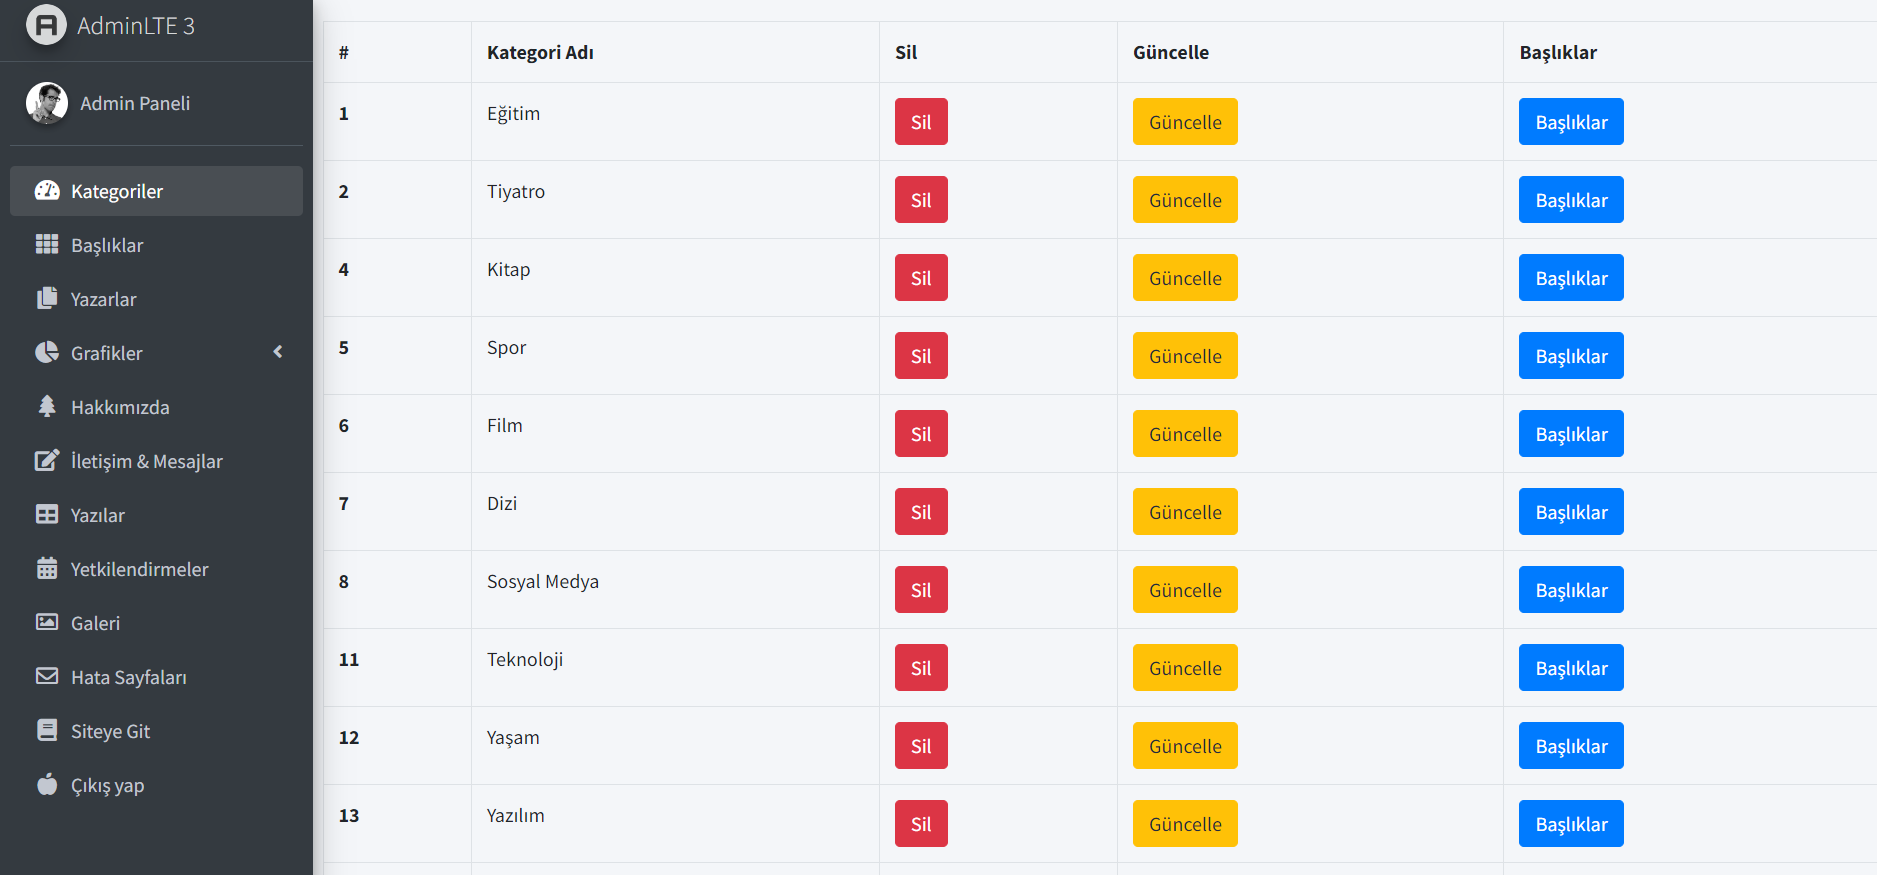 AdminLTE 3
Admin Paneli
Kategoriler
Başlıklar
Yazarlar
Grafikler
Hakkımızda
İletişim & Mesajlar
Yazılar
Yetkilendirmeler
Galeri
Hata Sayfaları
Siteye Git
Çıkış yap
# Kategori Adı Sil Güncelle Başlıklar
1 Eğitim Sil Güncelle Başlıklar
2 Tiyatro Sil Güncelle Başlıklar
4 Kitap Sil Güncelle Başlıklar
5 Spor Sil Güncelle Başlıklar
6 Film Sil Güncelle Başlıklar
7 Dizi Sil Güncelle Başlıklar
8 Sosyal Medya Sil Güncelle Başlıklar
11 Teknoloji Sil Güncelle Başlıklar
12 Yaşam Sil Güncelle Başlıklar
13 Yazılım Sil Güncelle Başlıklar